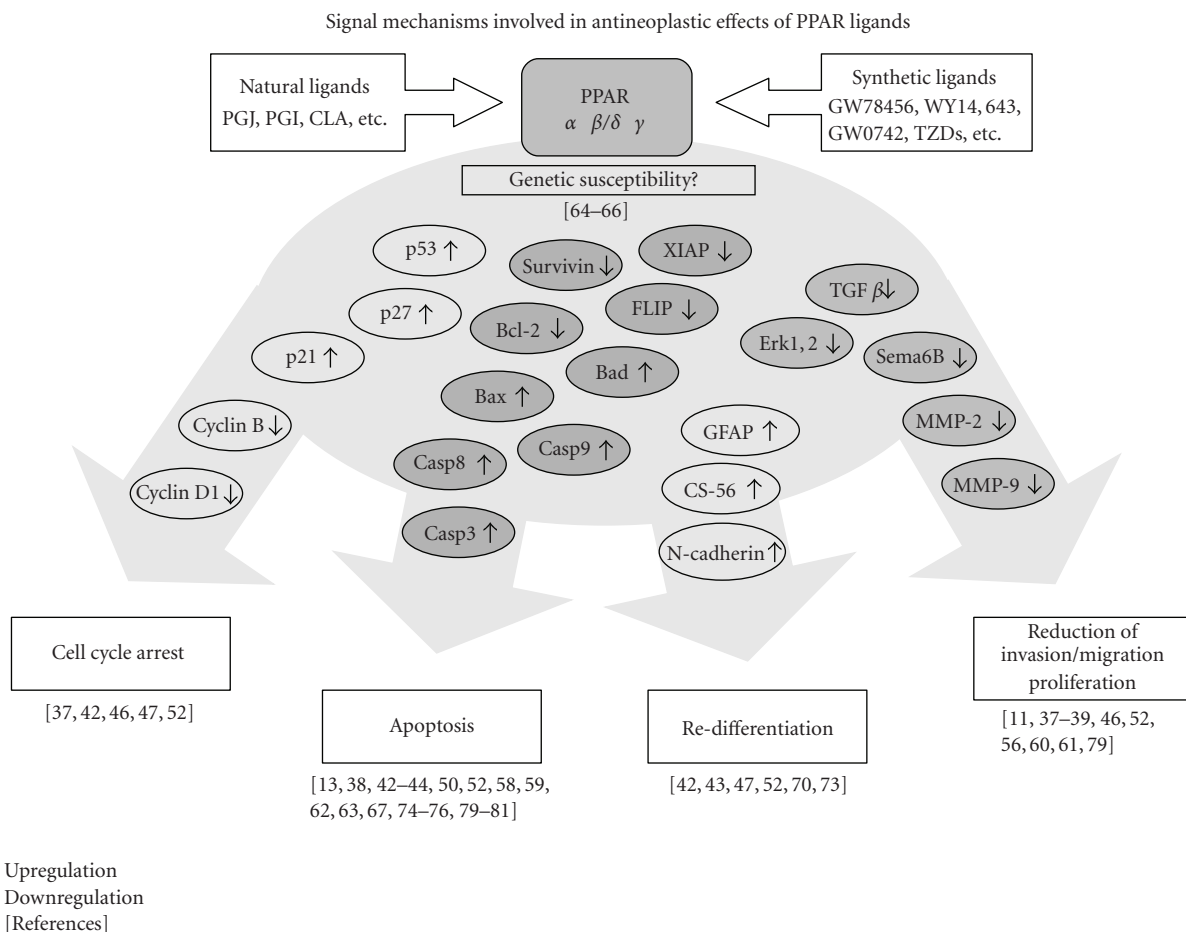 Signal mechanisms involved in antineoplastic effects of PPAR ligands
Natural ligands
PGJ, PGI, CLA, etc.
PPAR
α β/δ γ
Synthetic ligands
GW78456, WY14, 643,
GW0742, TZDs, etc.
Genetic susceptibility?
[64–66]
p53 ↑
Survivin ↓
XIAP ↓
TGF β↓
p27 ↑
Bcl-2 ↓
FLIP ↓
Erk1, 2 ↓
Sema6B ↓
p21 ↑
Bax ↑
Bad ↑
Cyclin B ↓
GFAP ↑
MMP-2 ↓
Casp8 ↑
Casp9 ↑
Cyclin D1 ↓
CS-56 ↑
MMP-9 ↓
Casp3 ↑
N-cadherin ↑
Cell cycle arrest
[37, 42, 46, 47, 52]
Apoptosis
[13, 38, 42–44, 50, 52, 58, 59,
62, 63, 67, 74–76, 79–81]
Re-differentiation
[42, 43, 47, 52, 70, 73]
Reduction of
invasion/migration
proliferation
[11, 37–39, 46, 52,
56, 60, 61, 79]
Upregulation
Downregulation
[References]